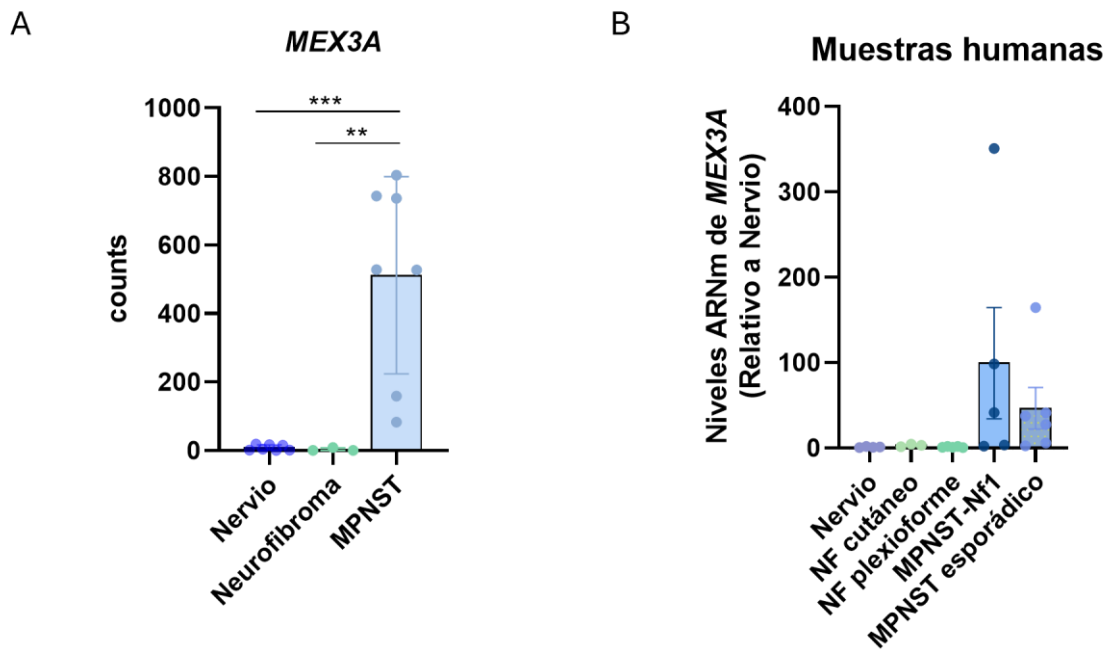 A
MEX3A
counts
1000
800
600
400
200
0
***
**
Nervio
Neurofibroma
MPNST
B
Muestras humanas
Niveles ARNm de MEX3A
(Relativo a Nervio)
400
300
200
100
0
Nervio
NF cutáneo
NF plexioforme
MPNST-Nf1
MPNST esporádico